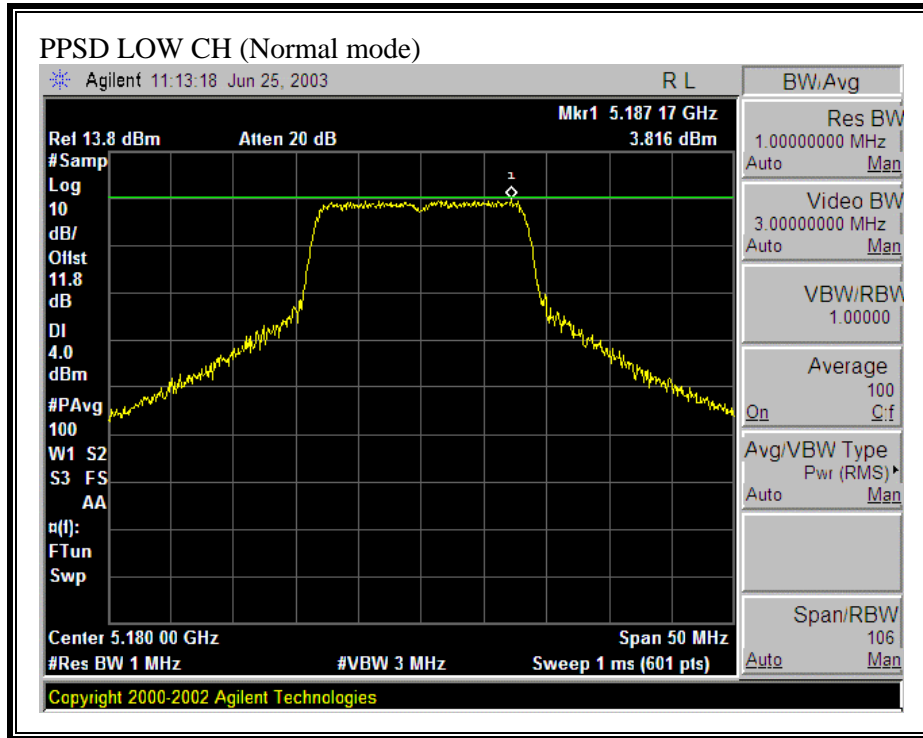 PPSD LOW CH (Normal mode)
Agilent 11:13:18 Jun 25, 2003
R L
Mkr1 5.187 17 GHz
Ref 13.8 dBm
Atten 20 dB
3.816 dBm
#Samp
Log
10
dB/
Offst
11.8
dB
DI
4.0
dBm
#PAvg
100
W1 S2
S3 FS
AA
¤(f):
FTun
Swp
1
Center 5.180 00 GHz
Span 50 MHz
#Res BW 1 MHz
#VBW 3 MHz
Sweep 1 ms (601 pts)
Copyright 2000-2002 Agilent Technologies
BW/Avg
Res BW
1.00000000 MHz
Auto Man
Video BW
3.00000000 MHz
Auto Man
VBW/RBW
1.00000
Average
100
On
Avg/VBW Type
Pwr (RMS)
Auto Man
Span/RBW
106
Auto Man